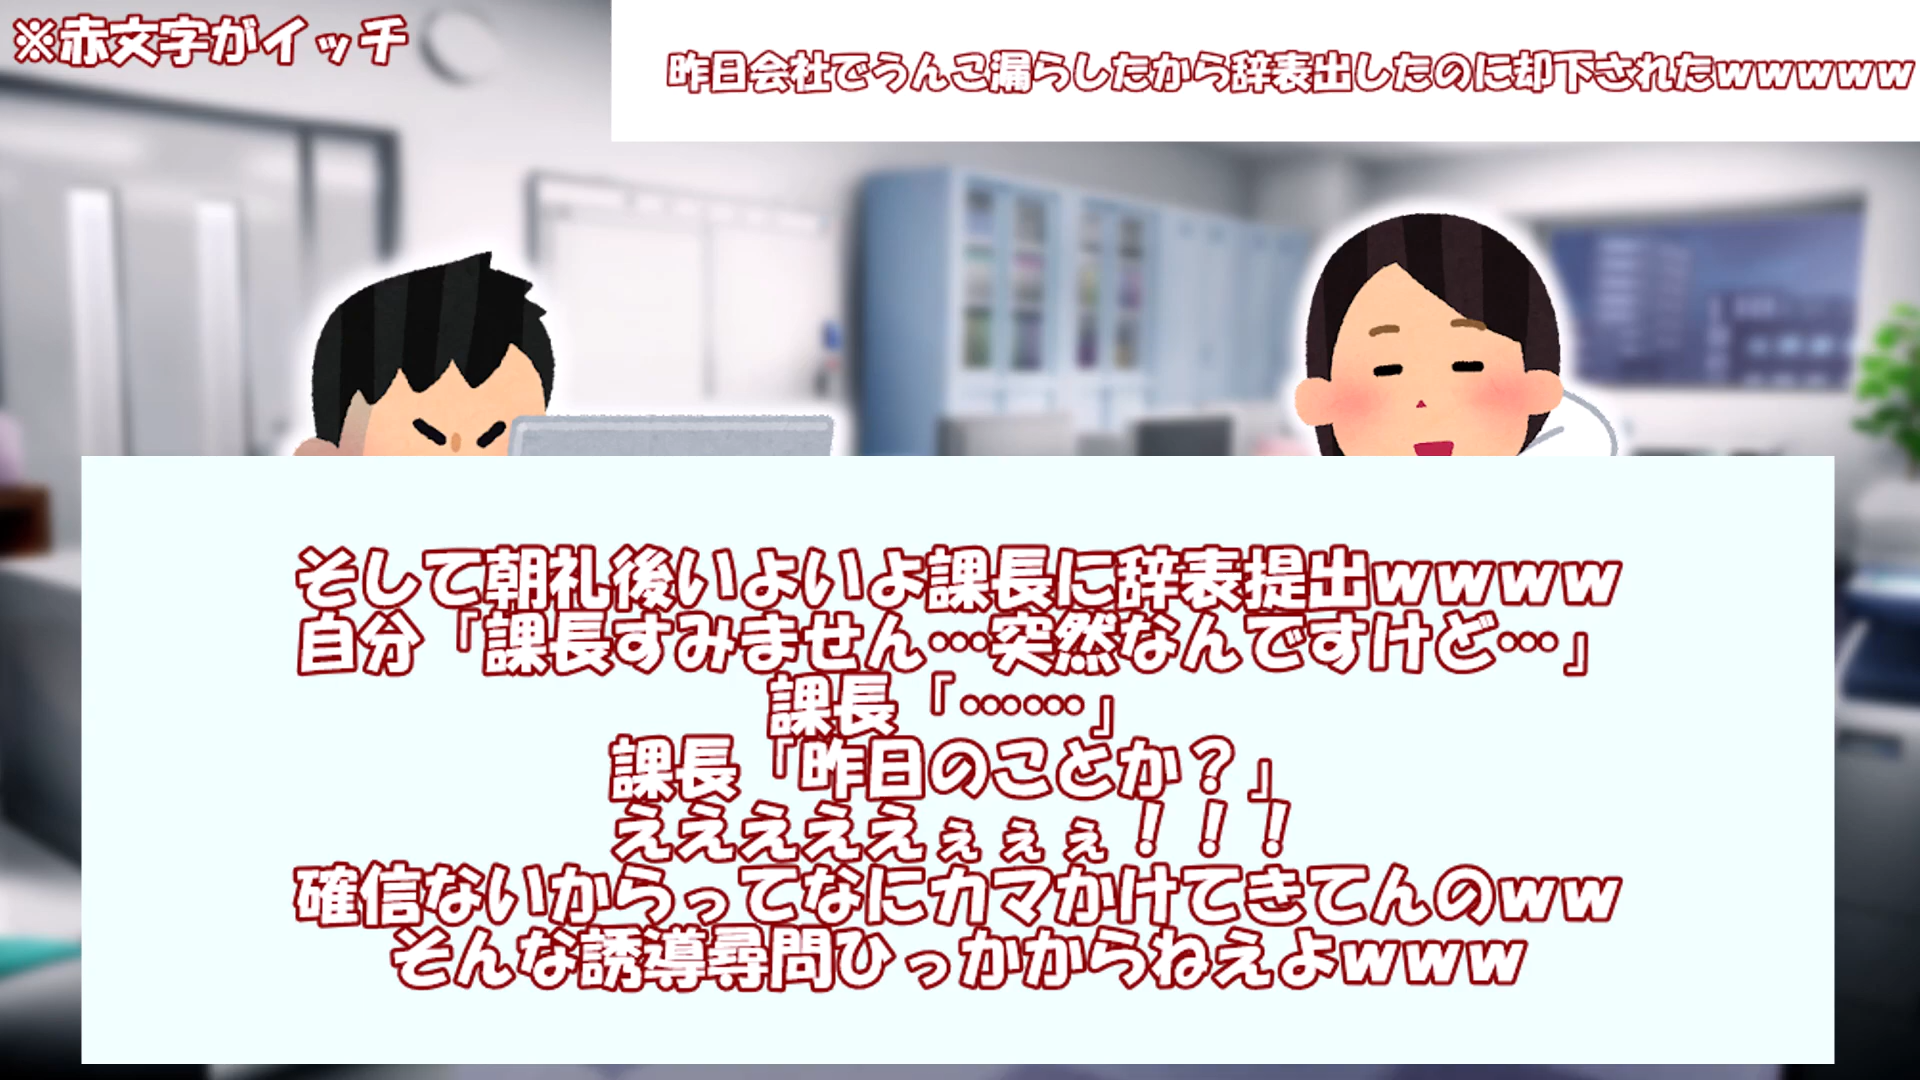 ※赤文字がイッチ
昨日会社でうんこ漏らしたから辞表出したのに却下されたｗｗｗｗｗ
そして朝礼後いよいよ課長に辞表提出ｗｗｗｗ
自分「課長すみません…突然なんですけど…」
課長「……」
課長「昨日のことか？」
えええええぇぇぇ！！！
確信ないからってなにカマかけてきてんのｗｗ
そんな誘導尋問ひっかからねえよｗｗｗ